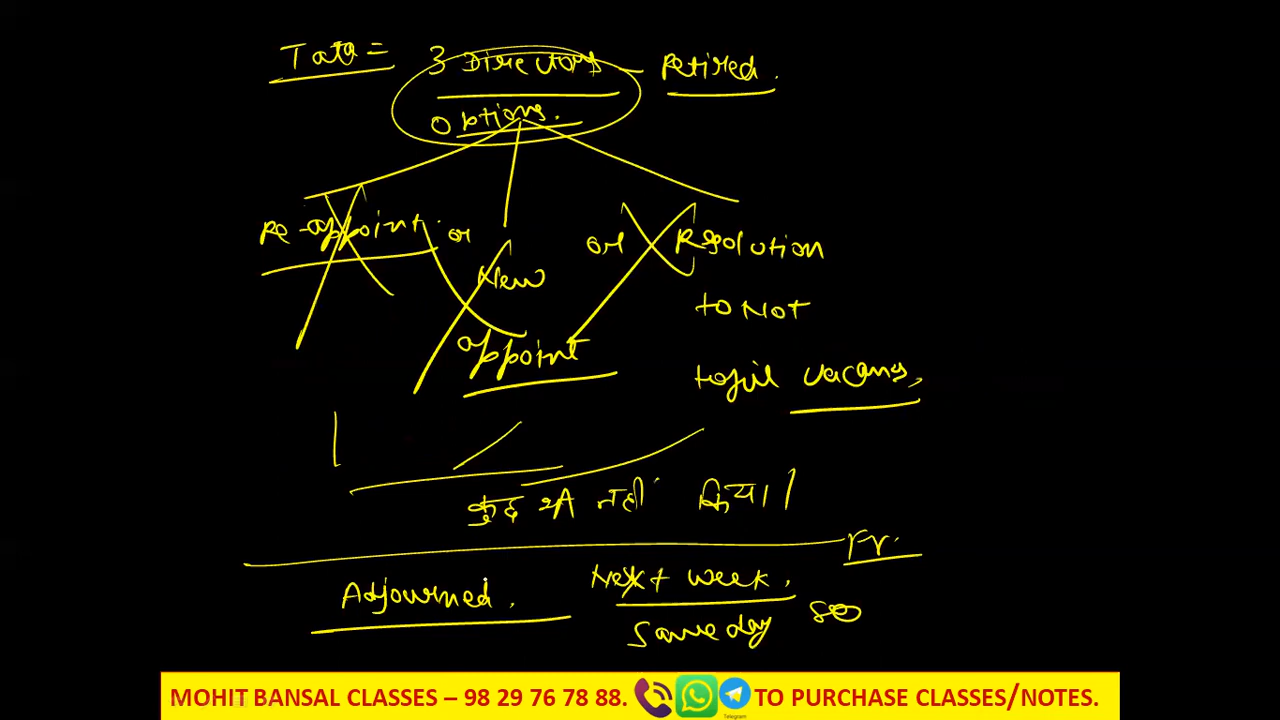 Tata = 3 Directors — retired.
Options.
Re-appoint or New appoint or Resolution
to Not
to fill vacancy,
कुछ भी नहीं किया।
Fr.
Adjourned. Next week.
Same day
MOHIT BANSAL CLASSES – 98 29 76 78 88. Telegram TO PURCHASE CLASSES/NOTES.